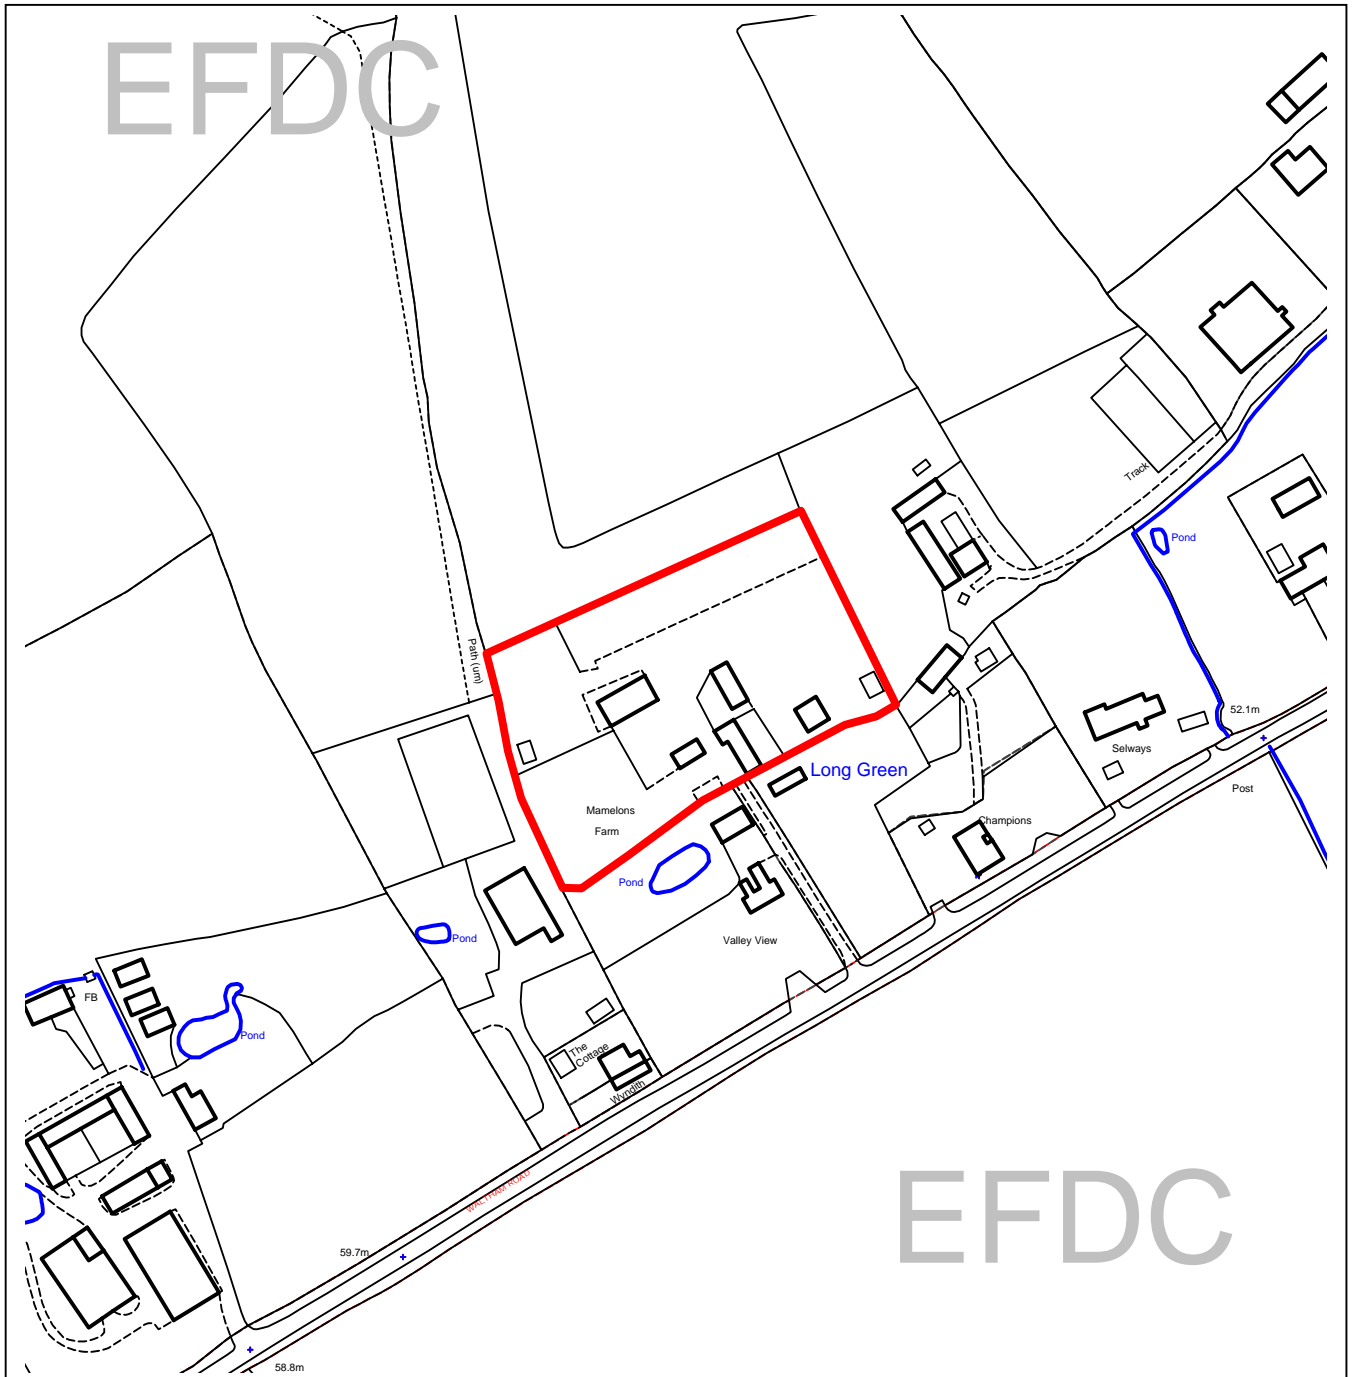 EFDC
Track
Pond
Path (um)
52.1m
Selways
Long Green
Post
Mamelons
Farm
Champions
Pond
Valley View
Pond
FB
Pond
The
Cottage
Wyndith
WALTHAM ROAD
EFDC
59.7m
58.8m